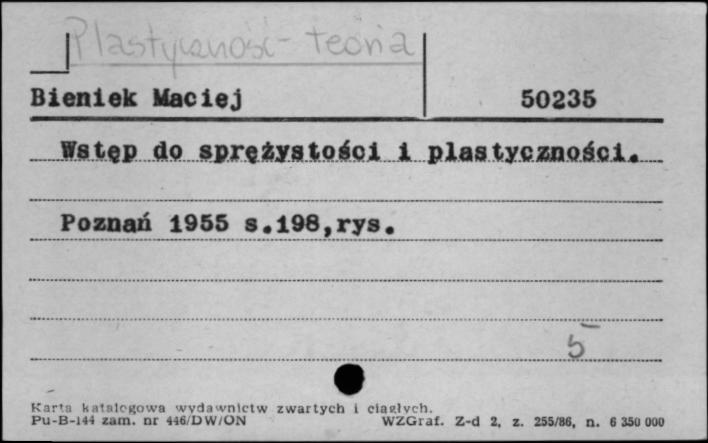 Plastyczność - teoria
Bieniek Maciej 50235
Wstęp do sprężystości i plastyczności.
Poznań 1955 s.198,rys.
5
Karta katalogowa wydawnictw zwartych i ciągłych.
Pu-B-144 zam. nr 446/DW/ON WZGraf. Z-d 2, z. 255/86, n. 6 350 000